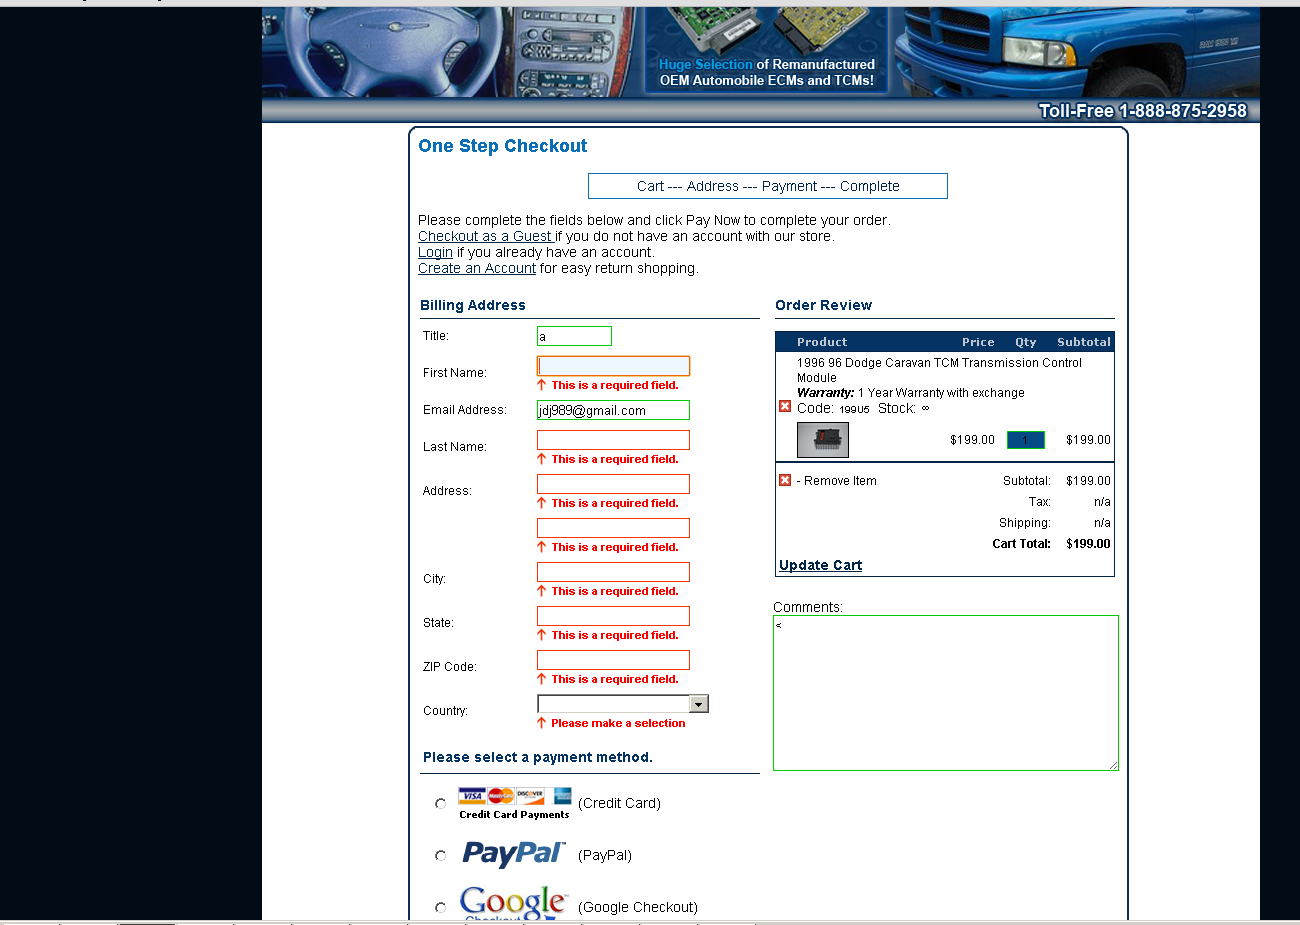 Huge Selection of Remanufactured
OEM Automobile ECMs and TCMs!
Toll-Free 1-888-875-2958
One Step Checkout
Cart --- Address --- Payment --- Complete
Please complete the fields below and click Pay Now to complete your order.
Checkout as a Guest if you do not have an account with our store.
Login if you already have an account.
Create an Account for easy return shopping.
Billing Address
Title:
a
First Name:
This is a required field.
Email Address:
jdj989@gmail.com
Last Name:
This is a required field.
Address:
This is a required field.
This is a required field.
City:
This is a required field.
State:
This is a required field.
ZIP Code:
This is a required field.
Country:
Please make a selection
Please select a payment method.
VISA MasterCard DISCOVER
Credit Card Payments
(Credit Card)
PayPal
(PayPal)
Google
Checkout
(Google Checkout)
Order Review
Product Price Qty Subtotal
1996 96 Dodge Caravan TCM Transmission Control
Module
Warranty: 1 Year Warranty with exchange
Code: 199U5 Stock: ∞
$199.00 1 $199.00
- Remove Item
Subtotal: $199.00
Tax: n/a
Shipping: n/a
Cart Total: $199.00
Update Cart
Comments:
<